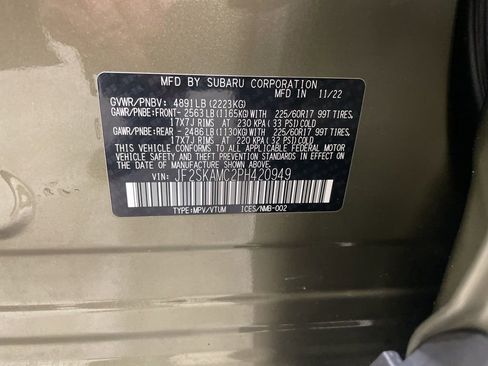 MFD BY SUBARU CORPORATION
MFD IN 11/22
GVWR/PNBV: 4891LB(2223KG)
GAWR/PNBE:FRONT- 2563LB(1165KG)WITH 225/60R17 99T TIRES,
17X7J RIMS AT 230 KPA(33 PSI)COLD
GAWR/PNBE:REAR - 2486LB(1130KG)WITH 225/60R17 99T TIRES,
17X7J RIMS AT 220 KPA(32 PSI)COLD
THIS VEHICLE CONFORMS TO ALL APPLICABLE FEDERAL MOTOR VEHICLE
SAFETY AND BUMPER STANDARDS IN EFFECT ON THE
DATE OF MANUFACTURE SHOWN ABOVE.
VIN: JF2SKAMC2PH420949
TYPE:MPV/VTUM ICES/NMB-002